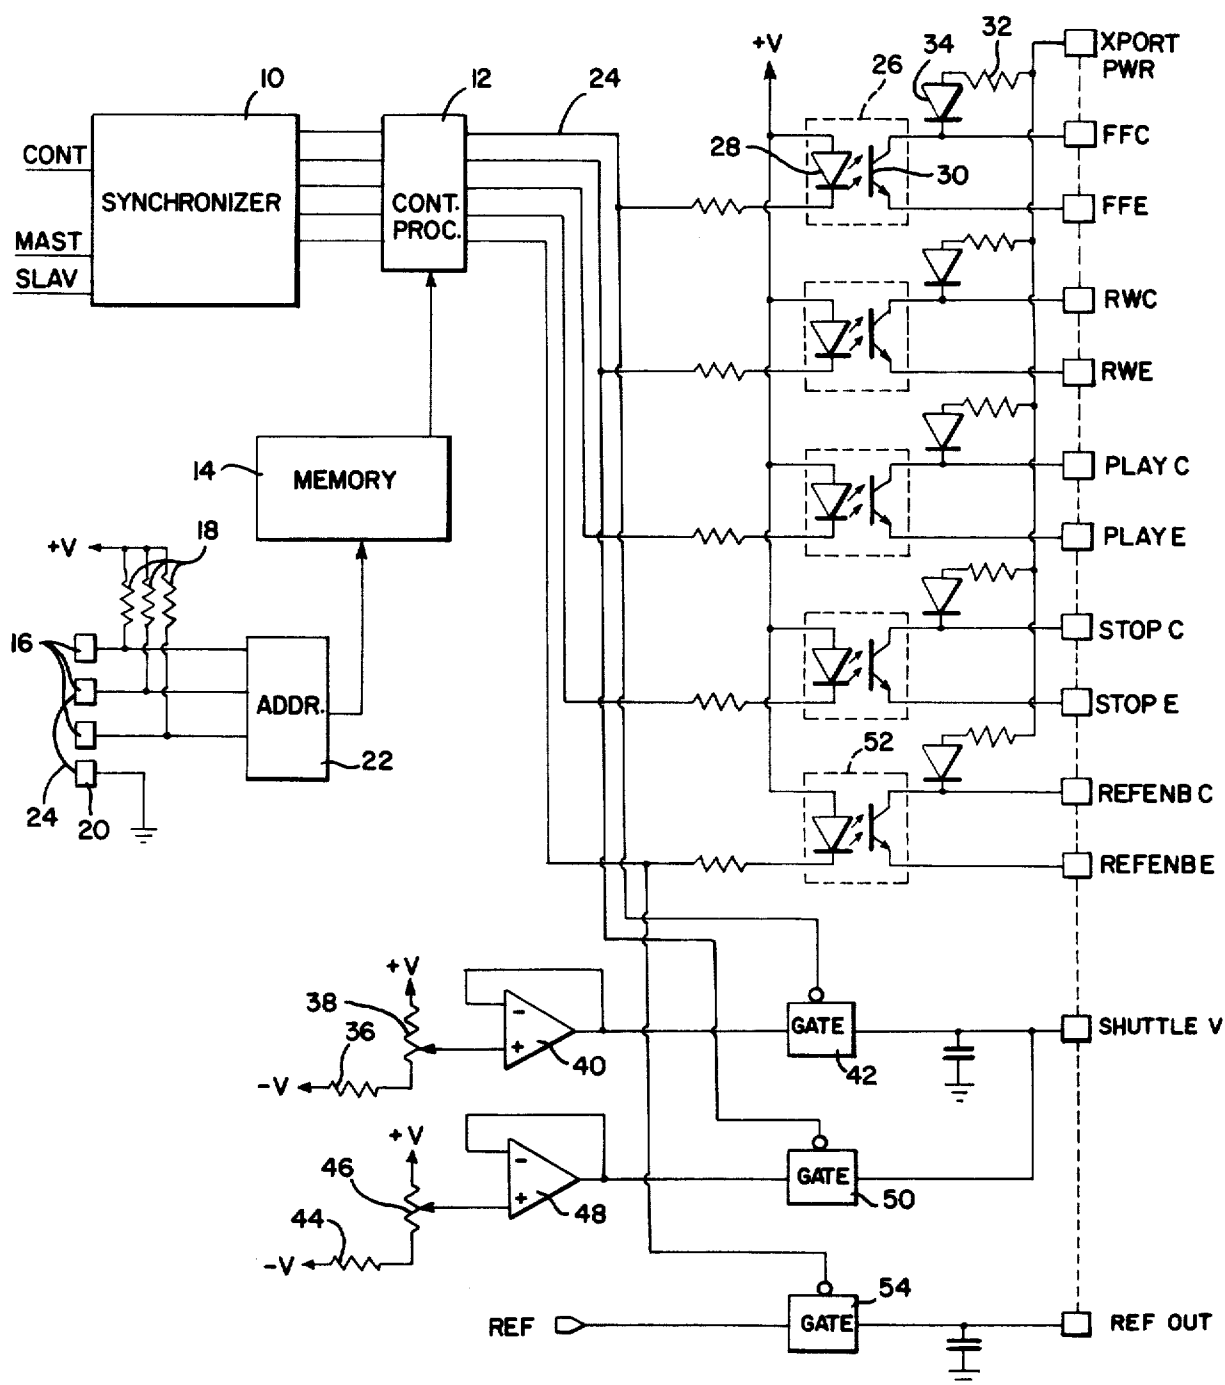 XPORT
PWR
32
34
+V
26
10
12
24
FFC
CONT
28
30
SYNCHRONIZER
CONT.
PROC.
FFE
MAST
SLAV
RWC
RWE
14
MEMORY
PLAY C
+V
18
PLAY E
16
STOP C
ADDR.
STOP E
22
52
24
20
REFENB C
REFENB E
+V
38
36
-
+
40
GATE
42
SHUTTLE V
-V
+V
46
44
-
+
48
GATE
50
-V
54
REF
GATE
REF OUT